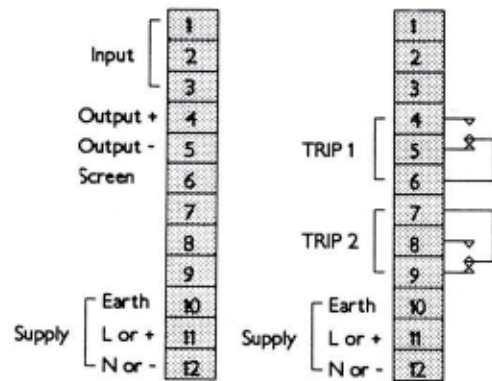 Input
1
2
3
Output + 4
Output - 5
Screen 6
7
8
9
Supply
Earth 10
L or + 11
N or - 12
1
2
3
TRIP 1
4
5
6
TRIP 2
7
8
9
Supply
Earth 10
L or + 11
N or - 12